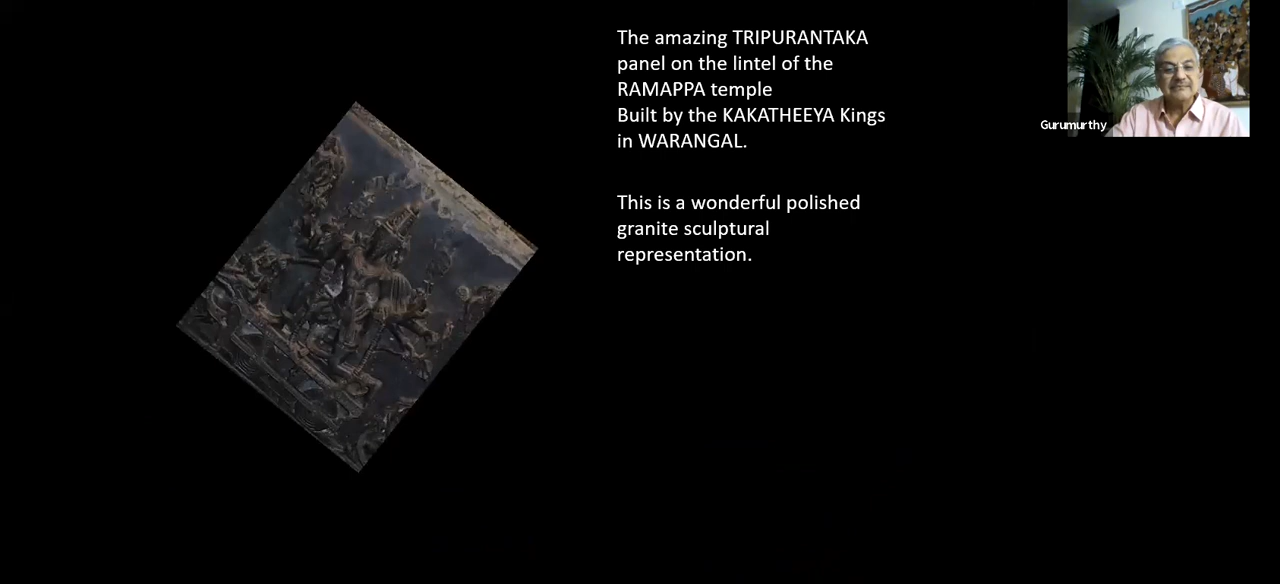 The amazing TRIPURANTAKA
panel on the lintel of the
RAMAPPA temple
Built by the KAKATHEEYA Kings
in WARANGAL.
This is a wonderful polished
granite sculptural
representation.
Gurumurthy